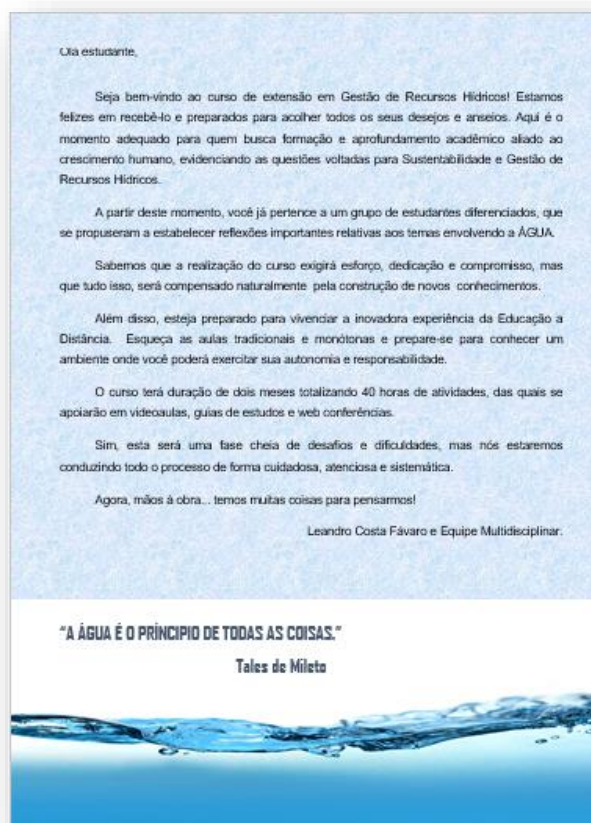 Olá estudante,
Seja bem-vindo ao curso de extensão em Gestão de Recursos Hídricos! Estamos
felizes em recebê-lo e preparados para acolher todos os seus desejos e anseios. Aqui é o
momento adequado para quem busca formação e aprofundamento acadêmico aliado ao
crescimento humano, evidenciando as questões voltadas para Sustentabilidade e Gestão de
Recursos Hídricos.
A partir deste momento, você já pertence a um grupo de estudantes diferenciados, que
se propuseram a estabelecer reflexões importantes relativas aos temas envolvendo a ÁGUA.
Sabemos que a realização do curso exigirá esforço, dedicação e compromisso, mas
que tudo isso, será compensado naturalmente pela construção de novos conhecimentos.
Além disso, esteja preparado para vivenciar a inovadora experiência da Educação a
Distância. Esqueça as aulas tradicionais e monótonas e prepare-se para conhecer um
ambiente onde você poderá exercitar sua autonomia e responsabilidade.
O curso terá duração de dois meses totalizando 40 horas de atividades, das quais se
apoiarão em videoaulas, guias de estudos e web conferências.
Sim, esta será uma fase cheia de desafios e dificuldades, mas nós estaremos
conduzindo todo o processo de forma cuidadosa, atenciosa e sistemática.
Agora, mãos á obra... temos muitas coisas para pensarmos!
Leandro Costa Fávaro e Equipe Multidisciplinar.
"A ÁGUA É O PRÍNCIPIO DE TODAS AS COISAS."
Tales de Mileto